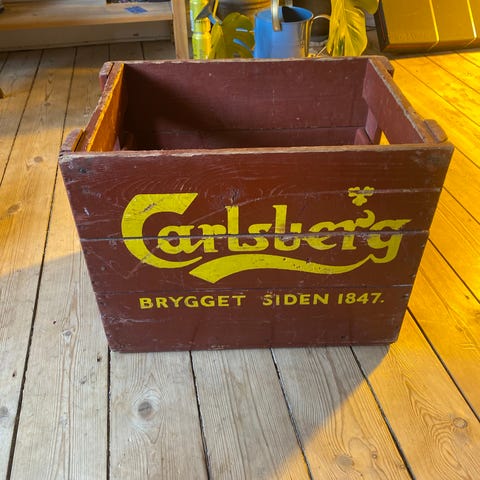 Carlsberg
BRYGGET SIDEN 1847.